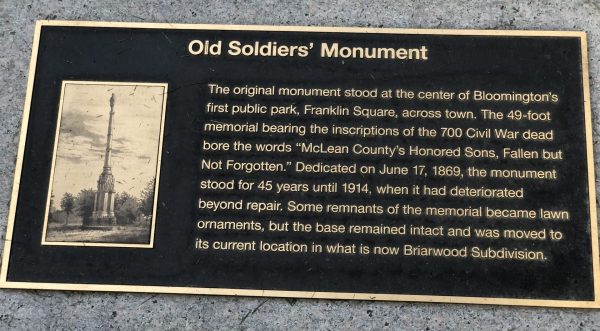 Old Soldiers' Monument
The original monument stood at the center of Bloomington's
first public park, Franklin Square, across town. The 49-foot
memorial bearing the inscriptions of the 700 Civil War dead
bore the words "McLean County's Honored Sons, Fallen but
Not Forgotten." Dedicated on June 17, 1869, the monument
stood for 45 years until 1914, when it had deteriorated
beyond repair. Some remnants of the memorial became lawn
ornaments, but the base remained intact and was moved to
its current location in what is now Briarwood Subdivision.